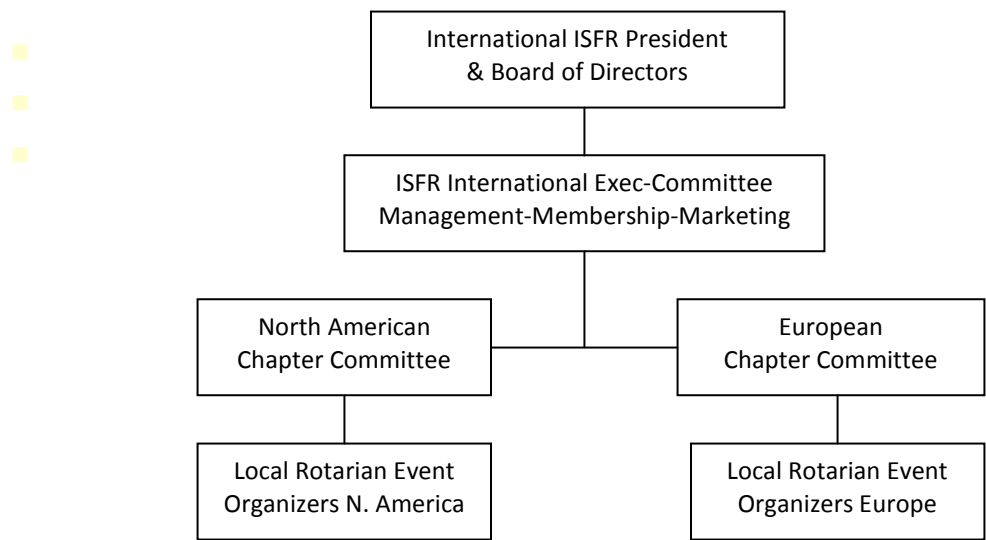 International ISFR President
& Board of Directors
ISFR International Exec-Committee
Management-Membership-Marketing
North American
Chapter Committee
European
Chapter Committee
Local Rotarian Event
Organizers N. America
Local Rotarian Event
Organizers Europe